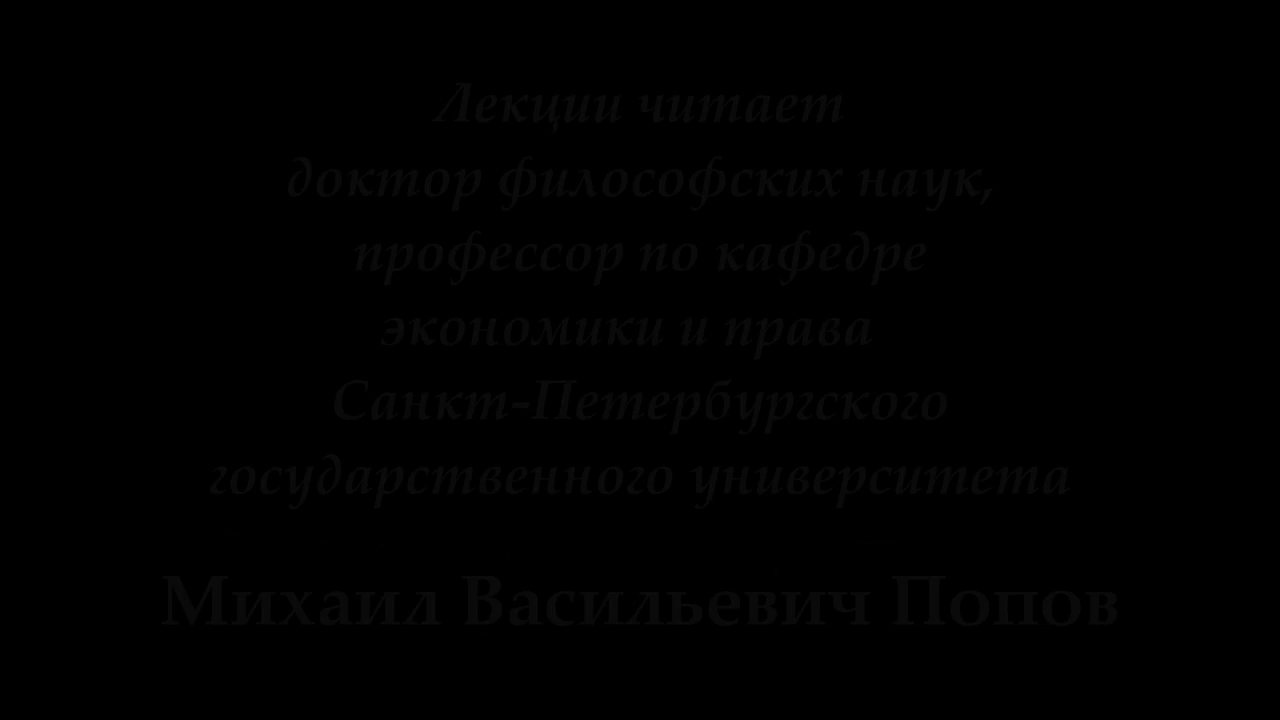 Лекции читает
доктор философских наук,
профессор по кафедре
экономики и права
Санкт-Петербургского
государственного университета
Михаил Васильевич Попов